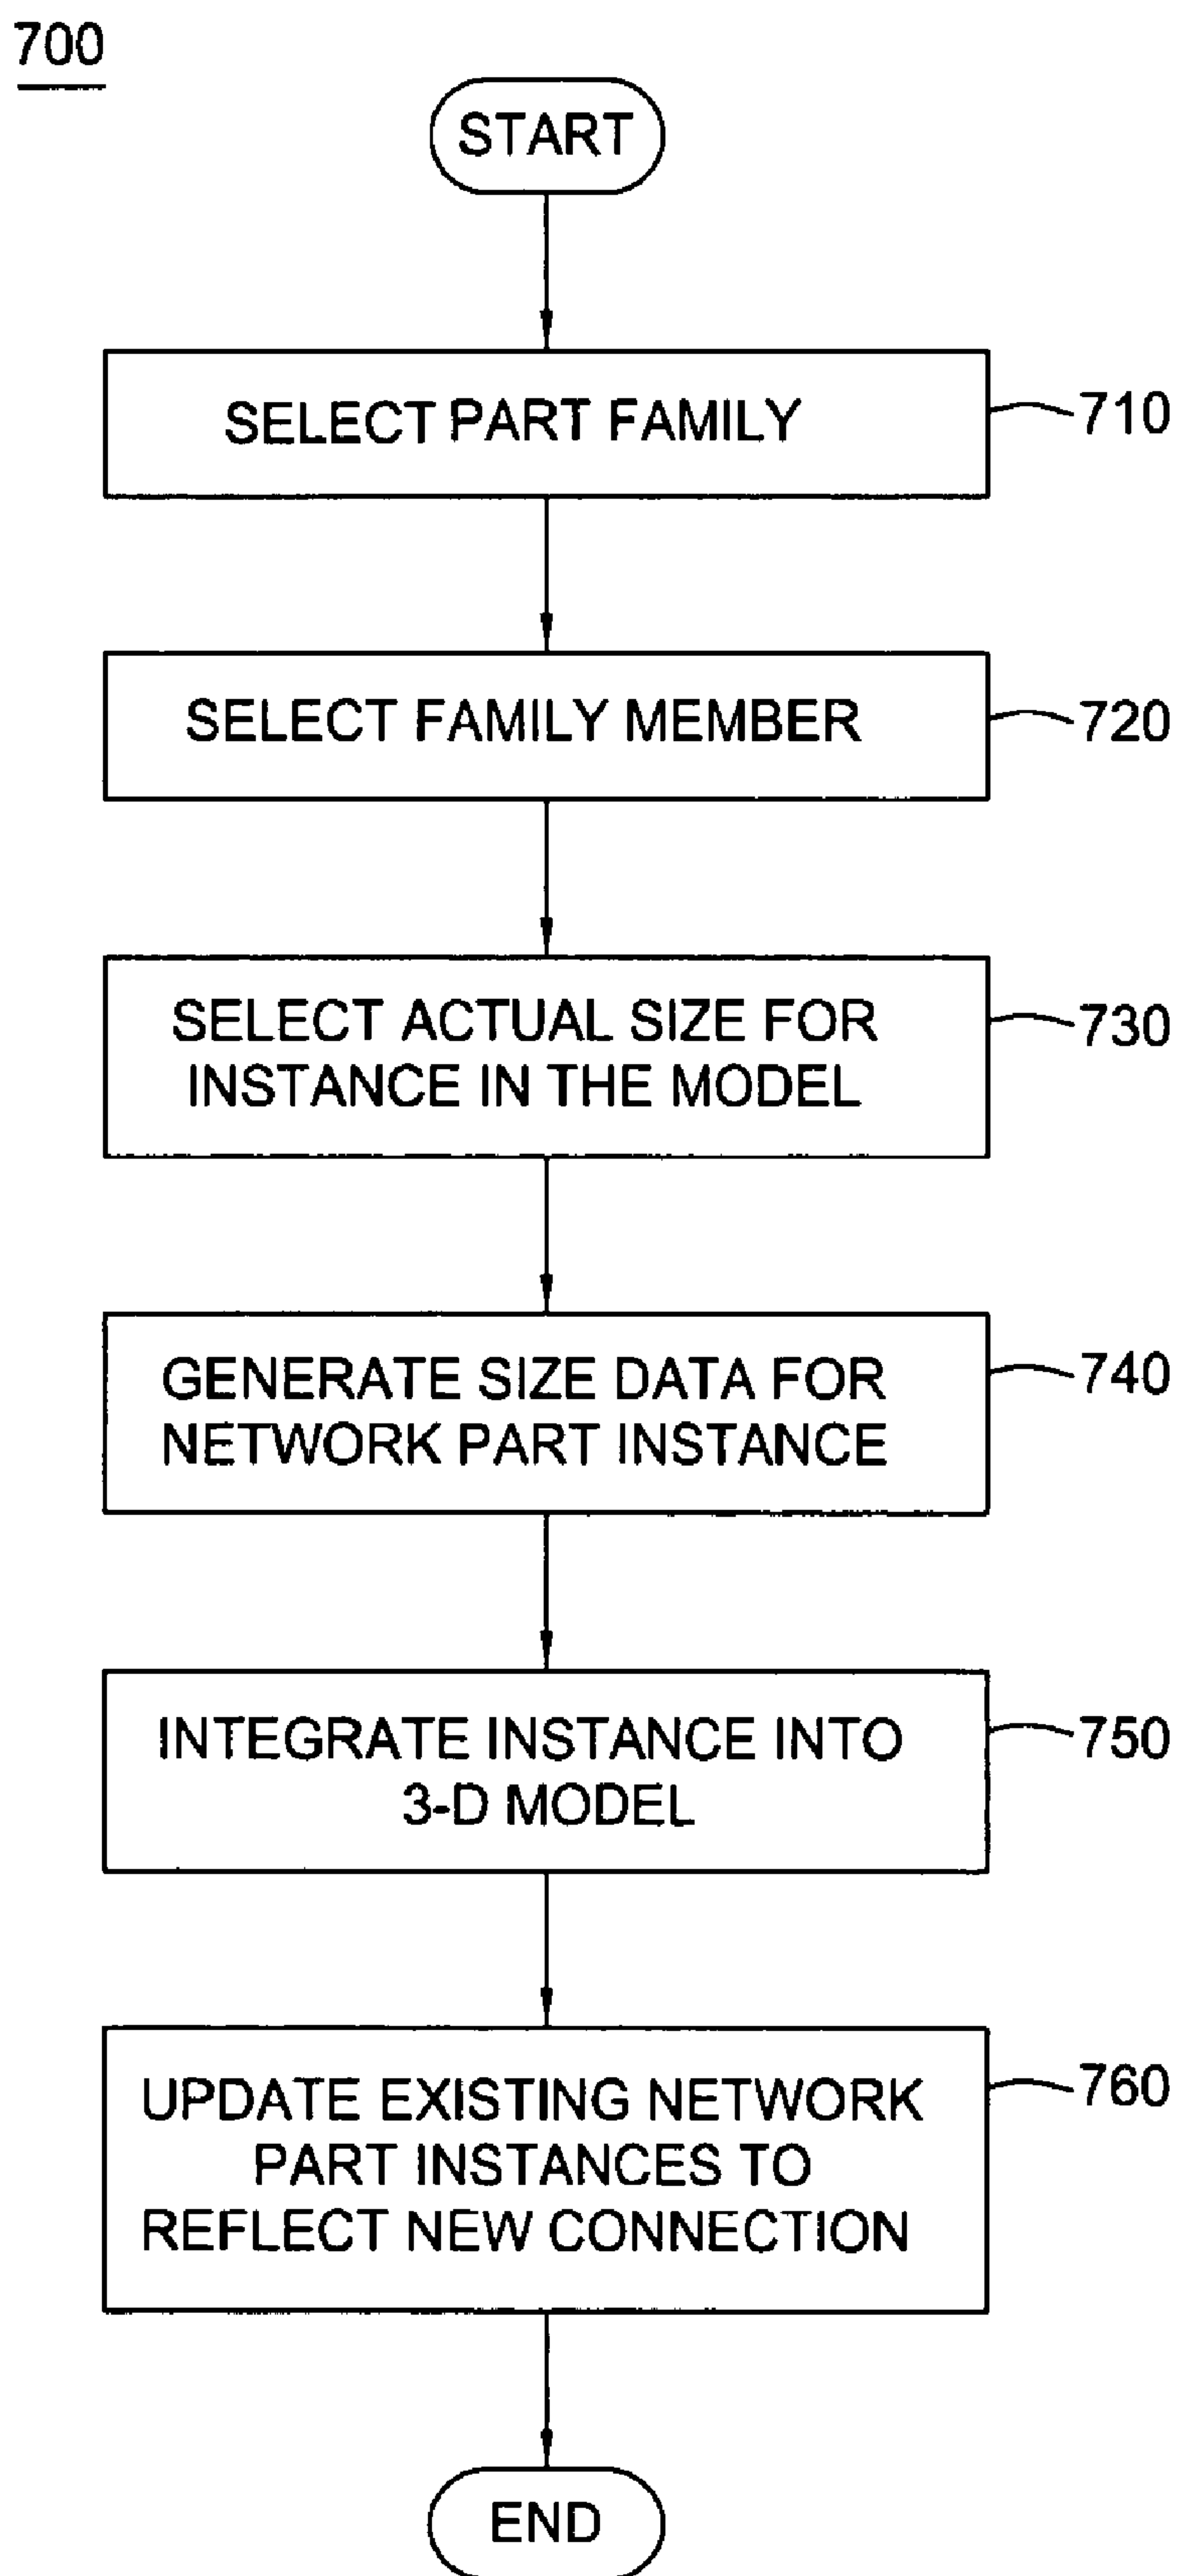 700
START
SELECT PART FAMILY
710
SELECT FAMILY MEMBER
720
SELECT ACTUAL SIZE FOR
INSTANCE IN THE MODEL
730
GENERATE SIZE DATA FOR
NETWORK PART INSTANCE
740
INTEGRATE INSTANCE INTO
3-D MODEL
750
UPDATE EXISTING NETWORK
PART INSTANCES TO
REFLECT NEW CONNECTION
760
END